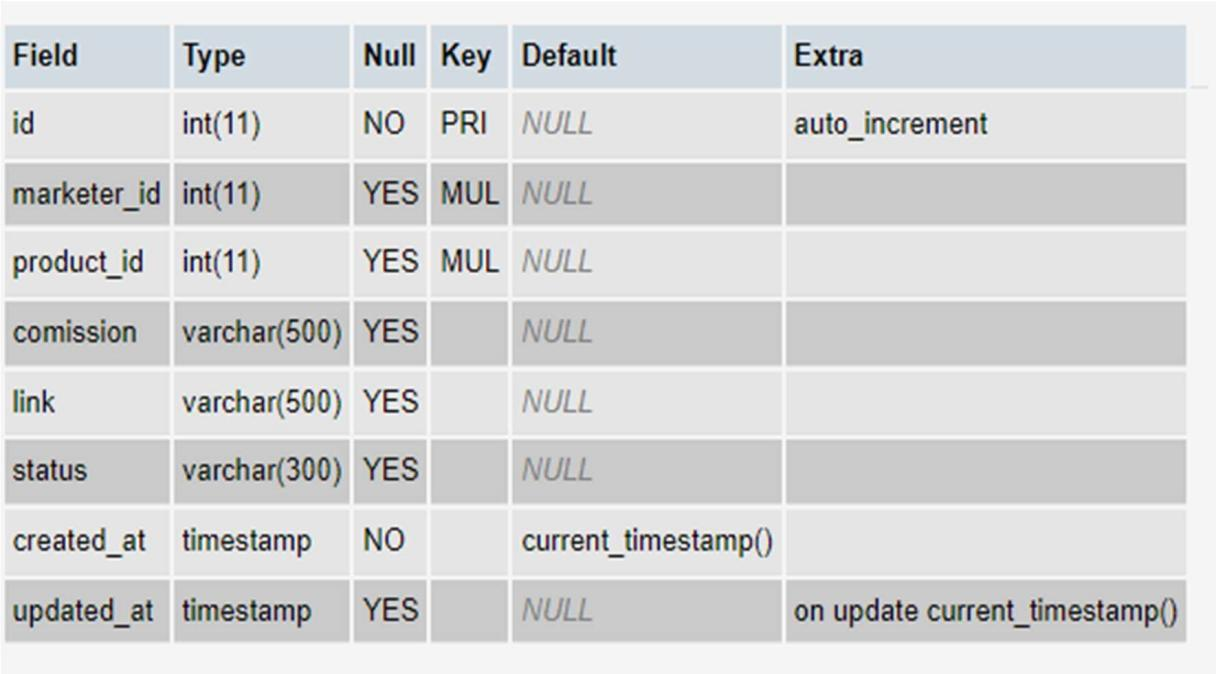 Field Type Null Key Default Extra
id int(11) NO PRI NULL auto_increment
marketer_id int(11) YES MUL NULL
product_id int(11) YES MUL NULL
comission varchar(500) YES NULL
link varchar(500) YES NULL
status varchar(300) YES NULL
created_at timestamp NO current_timestamp()
updated_at timestamp YES NULL on update current_timestamp()